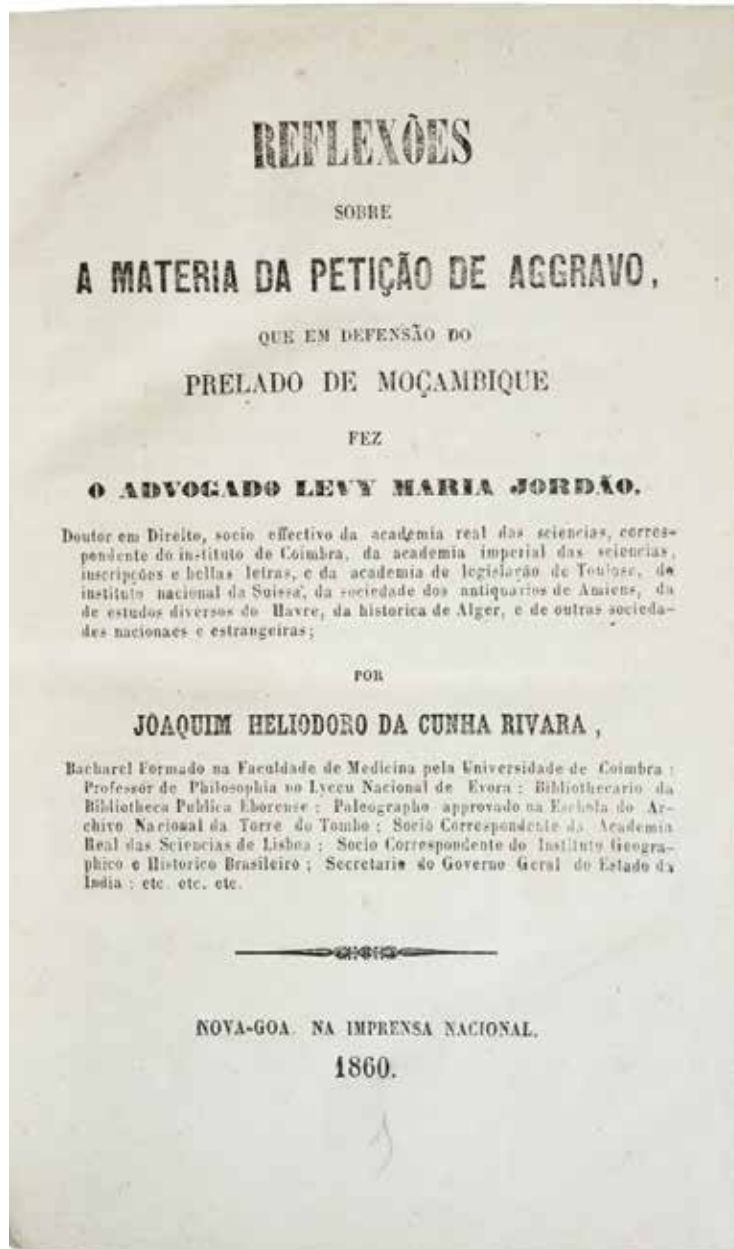 REFLEXÕES
SOBRE
A MATERIA DA PETIÇÃO DE AGGRAVO,
QUE EM DEFENSÃO DO
PRELADO DE MOÇAMBIQUE
FEZ
O ADVOGADO LEVY MARIA JORDÃO.
Doutor em Direito, socio effectivo da academia real das sciencias, corres-
pondente do instituto de Coimbra, da academia imperial das sciencias,
inscripções e bellas letras, e da academia de legislação de Toulose, do
instituto nacional da Suissa, da sociedade dos antiquarios de Amiens, da
de estudos diversos do Havre, da historica de Alger, e de outras socieda-
des nacionaes e estrangeiras;
POR
JOAQUIM HELIODORO DA CUNHA RIVARA,
Bacharel Formado na Faculdade de Medicina pela Universidade de Coimbra :
Professor de Philosophia no Lyceu Nacional de Evora : Bibliothecario da
Bibliotheca Publica Eborense : Paleographo approvado na Eschola do Ar-
chivo Nacional da Torre do Tombo : Socio Correspondente da Academia
Real das Sciencias de Lisboa : Socio Correspondente do Instituto Geogra-
phico e Historico Brasileiro ; Secretario do Governo Geral do Estado da
India : etc. etc. etc.
NOVA-GOA. NA IMPRENSA NACIONAL.
1860.